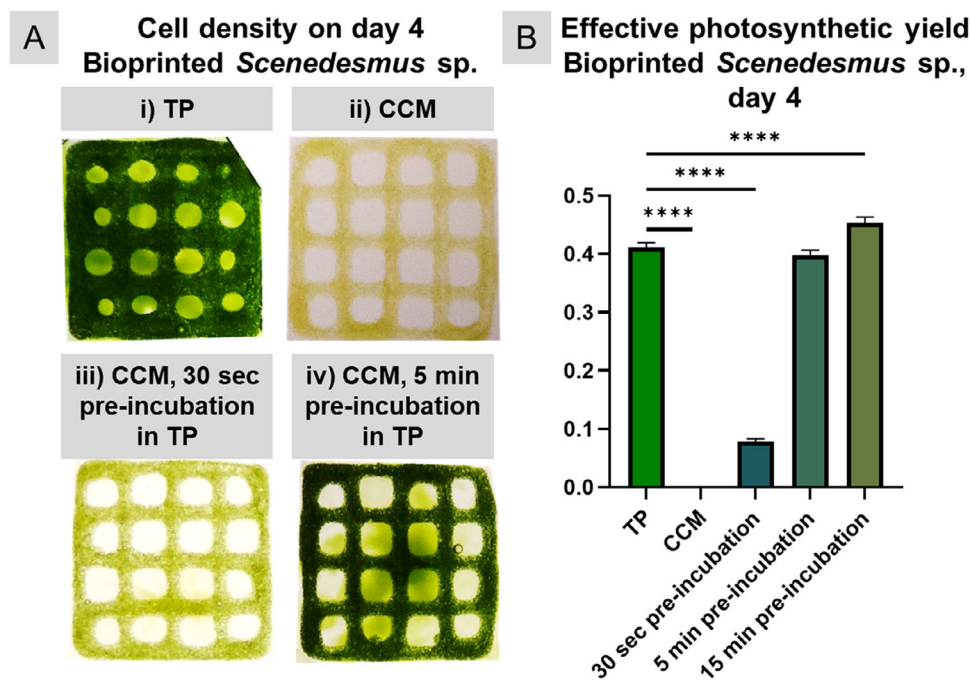 A
Cell density on day 4
Bioprinted Scenedesmus sp.
i) TP
ii) CCM
iii) CCM, 30 sec
pre-incubation
in TP
iv) CCM, 5 min
pre-incubation
in TP
B
Effective photosynthetic yield
Bioprinted Scenedesmus sp.,
day 4
****
****
****
0.5
0.4
0.3
0.2
0.1
0.0
TP
CCM
30 sec pre-incubation
5 min pre-incubation
15 min pre-incubation